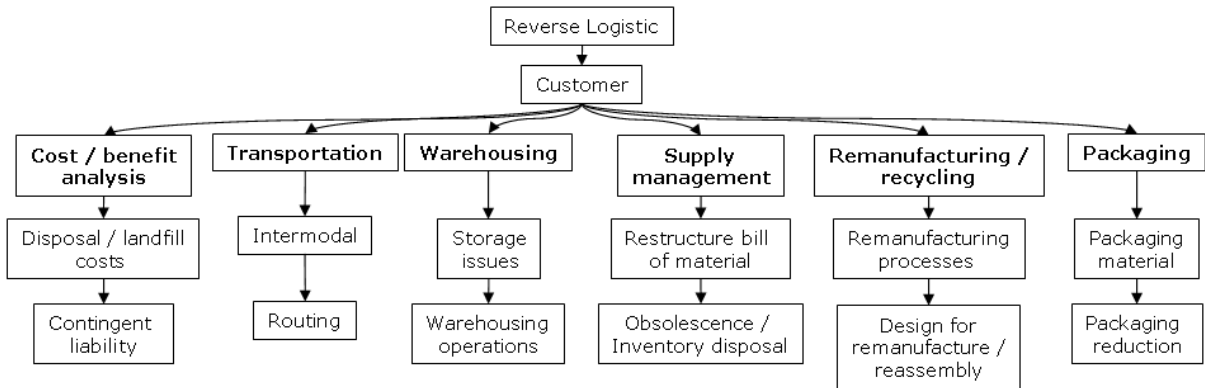 Reverse Logistic
Customer
Cost / benefit
analysis
Transportation
Warehousing
Supply
management
Remanufacturing /
recycling
Packaging
Disposal / landfill
costs
Intermodal
Storage
issues
Restructure bill
of material
Remanufacturing
processes
Packaging
material
Contingent
liability
Routing
Warehousing
operations
Obsolescence /
Inventory disposal
Design for
remanufacture /
reassembly
Packaging
reduction